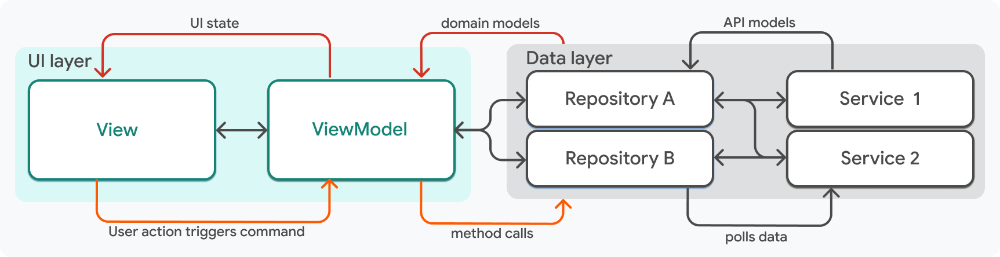 UI state
domain models
API models
UI layer
Data layer
View
ViewModel
Repository A
Service 1
Repository B
Service 2
User action triggers command
method calls
polls data